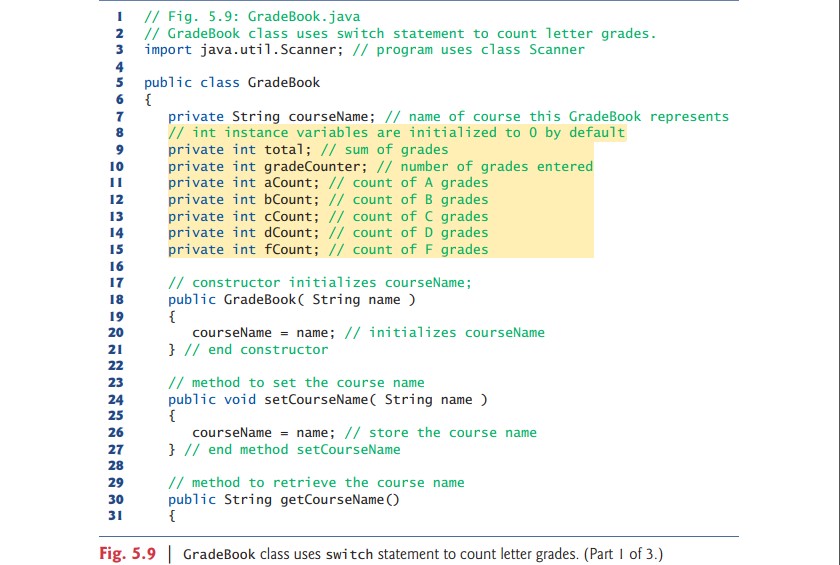 1 // Fig. 5.9: GradeBook.java
2 // GradeBook class uses switch statement to count letter grades.
3 import java.util.Scanner; // program uses class Scanner
4
5 public class GradeBook
6 {
7 private String courseName; // name of course this GradeBook represents
8 // int instance variables are initialized to 0 by default
9 private int total; // sum of grades
10 private int gradeCounter; // number of grades entered
11 private int aCount; // count of A grades
12 private int bCount; // count of B grades
13 private int cCount; // count of C grades
14 private int dCount; // count of D grades
15 private int fCount; // count of F grades
16
17 // constructor initializes courseName;
18 public GradeBook( String name )
19 {
20 courseName = name; // initializes courseName
21 } // end constructor
22
23 // method to set the course name
24 public void setCourseName( String name )
25 {
26 courseName = name; // store the course name
27 } // end method setCourseName
28
29 // method to retrieve the course name
30 public String getCourseName()
31 {
Fig. 5.9 | GradeBook class uses switch statement to count letter grades. (Part 1 of 3.)